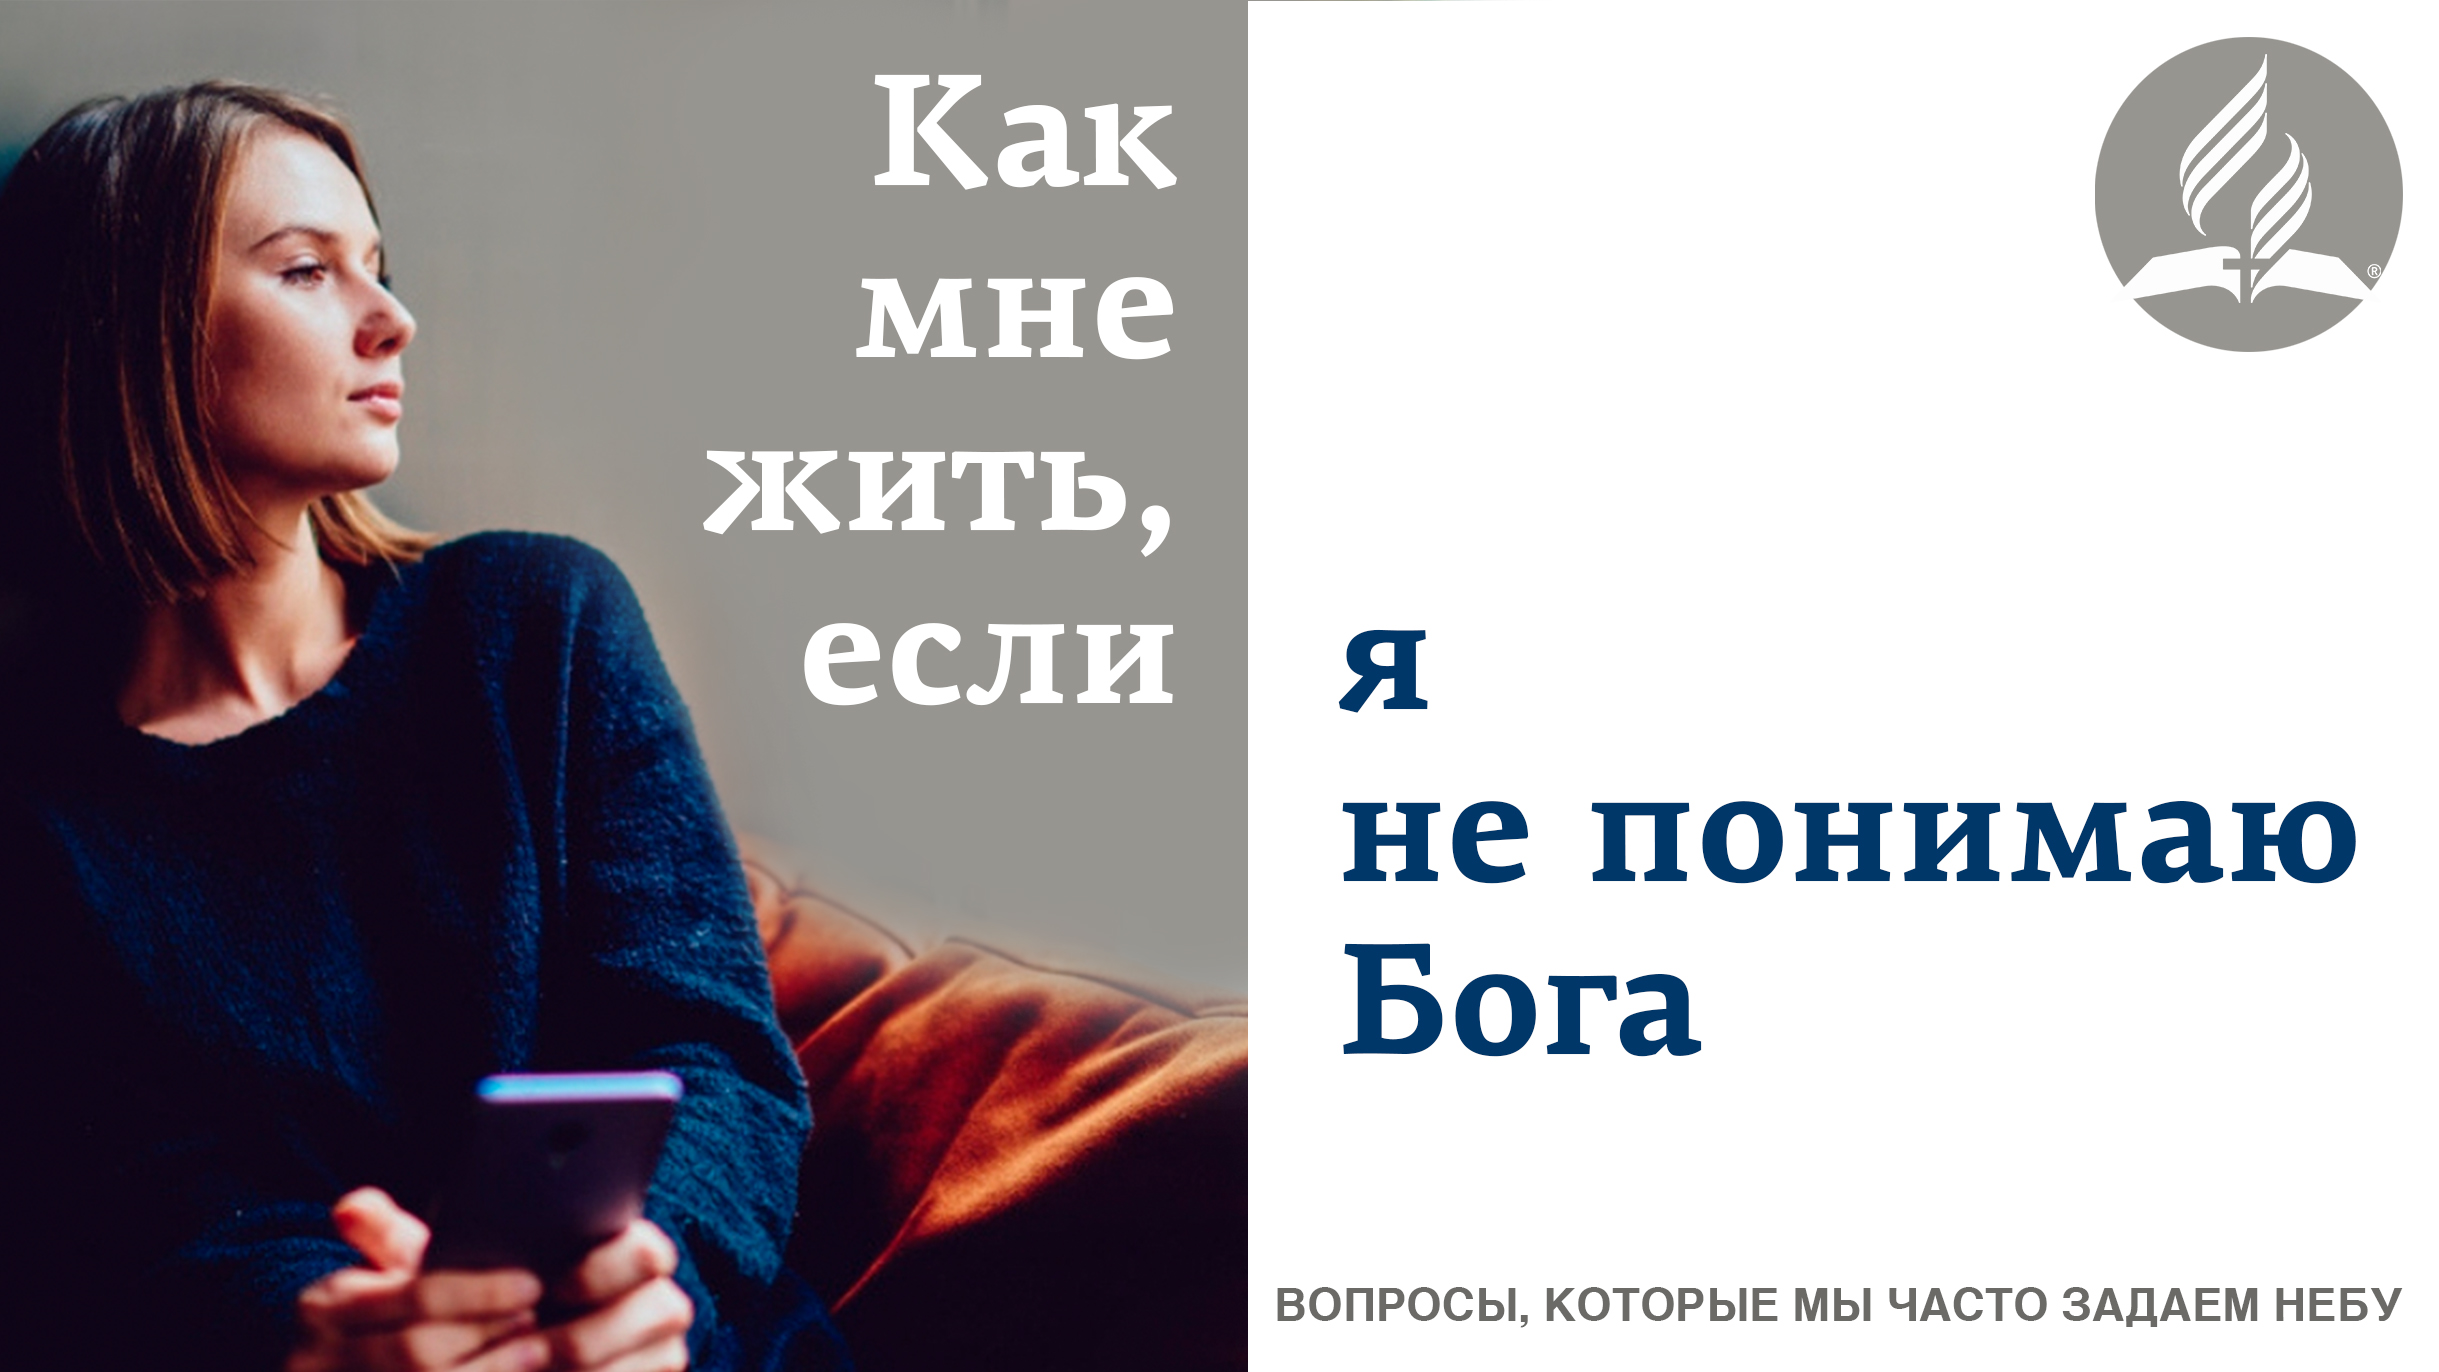 Как
мне
жить,
если
я
не понимаю
Бога
®
ВОПРОСЫ, КОТОРЫЕ МЫ ЧАСТО ЗАДАЕМ НЕБУ